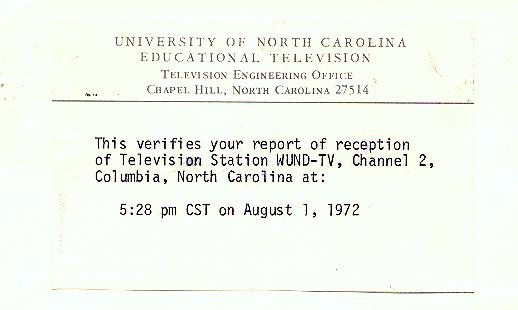 UNIVERSITY OF NORTH CAROLINA
EDUCATIONAL TELEVISION
TELEVISION ENGINEERING OFFICE
CHAPEL HILL, NORTH CAROLINA 27514
This verifies your report of reception
of Television Station WUND-TV, Channel 2,
Columbia, North Carolina at:
5:28 pm CST on August 1, 1972